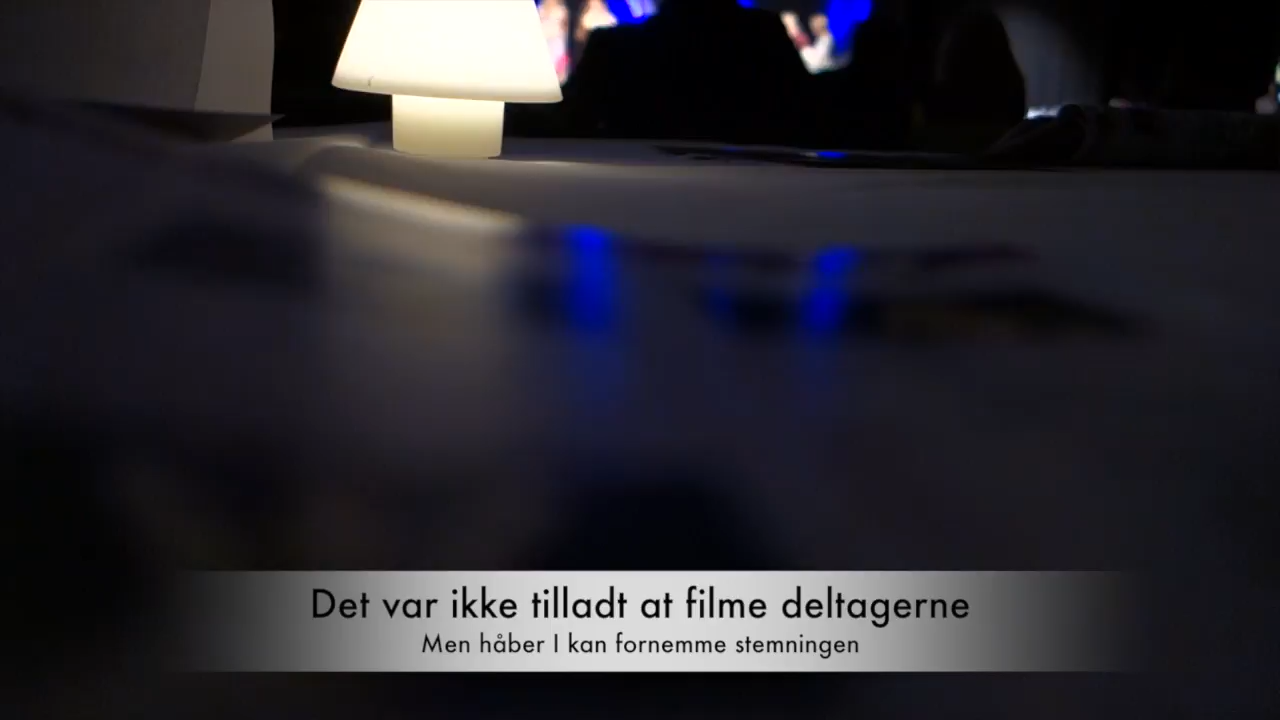 Det var ikke tilladt at filme deltagerne
Men håber I kan fornemme stemningen